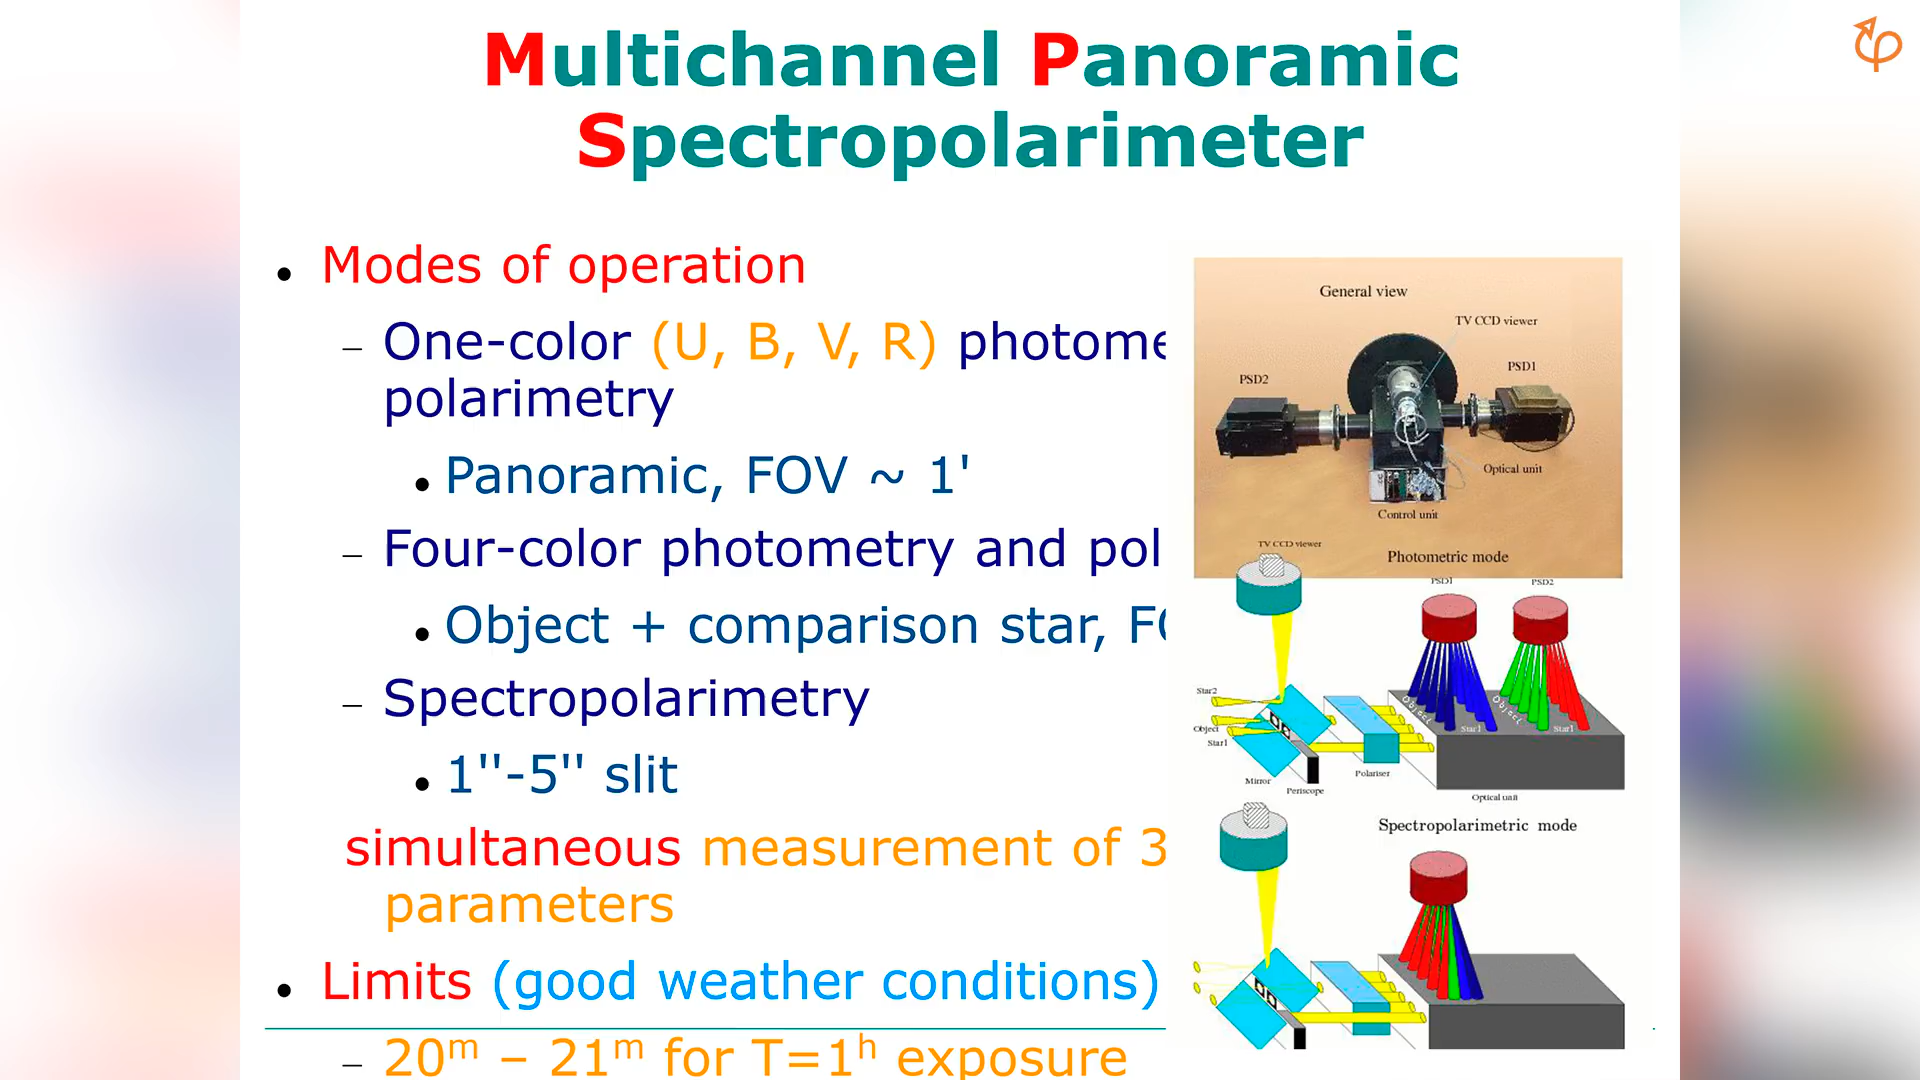 Multichannel Panoramic
Spectropolarimeter
Modes of operation
– One-color (U, B, V, R)
polarimetry
Panoramic, FOV ~ 1'
– Four-color photometry and
Object + comparison star,
– Spectropolarimetry
1''-5'' slit
simultaneous measurement of 3
parameters
Limits (good weather conditions)
– 20m – 21m for T=1h exposure
General view
TV CCD viewer
PSD1
PSD2
Optical unit
Control unit
TV CCD viewer
Photometric mode
PSD1
PSD2
Star2
Object
Star1
Object
Object
Star1
Star1
Mirror
Periscope
Polariser
Optical unit
Spectropolarimetric mode